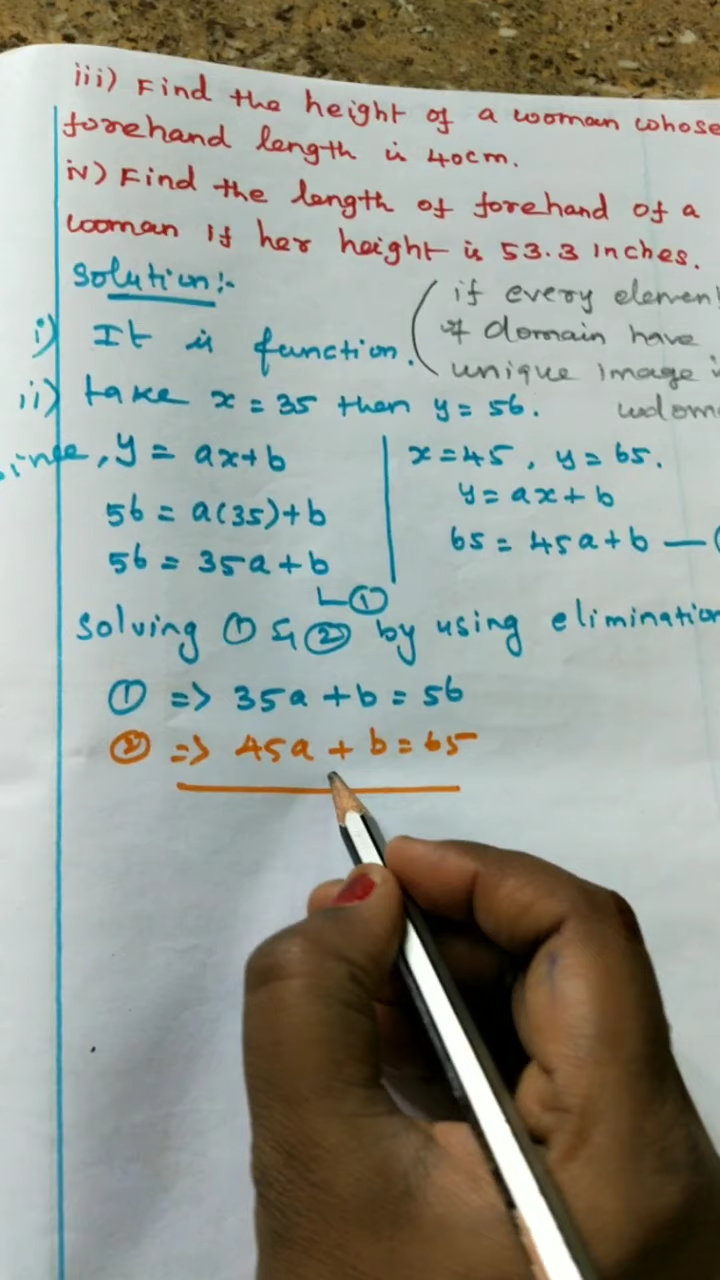 iii) Find the height of a woman whose
forehand length is 40cm.
iv) Find the length of forehand of a
woman if her height is 53.3 inches.
Solution:-
(if every element
i) It is function. of domain have
unique image is
ii) take x = 35 then y = 56.
y = ax+b
56 = a(35)+b
56 = 35a+b
①
x=45, y=65.
y=ax+b
65 = 45a+b —
solving ① & ② by using elimination
① => 35a + b = 56
② => 45a + b = 65